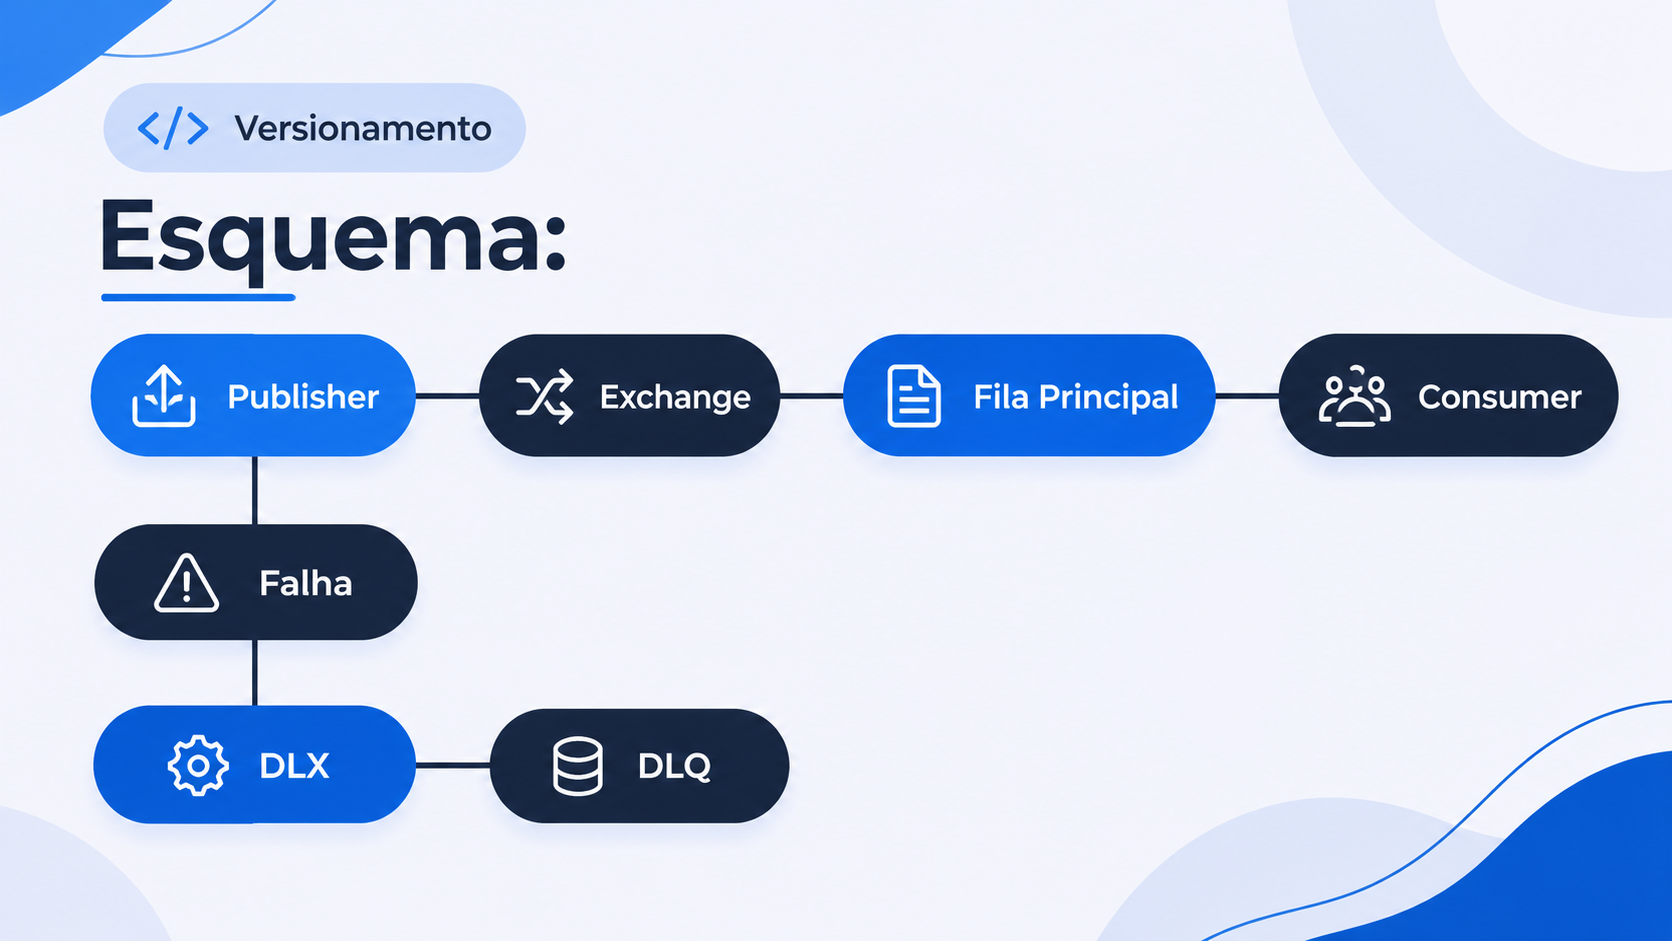 </> Versionamento
Esquema:
Publisher
Exchange
Fila Principal
Consumer
Falha
DLX
DLQ